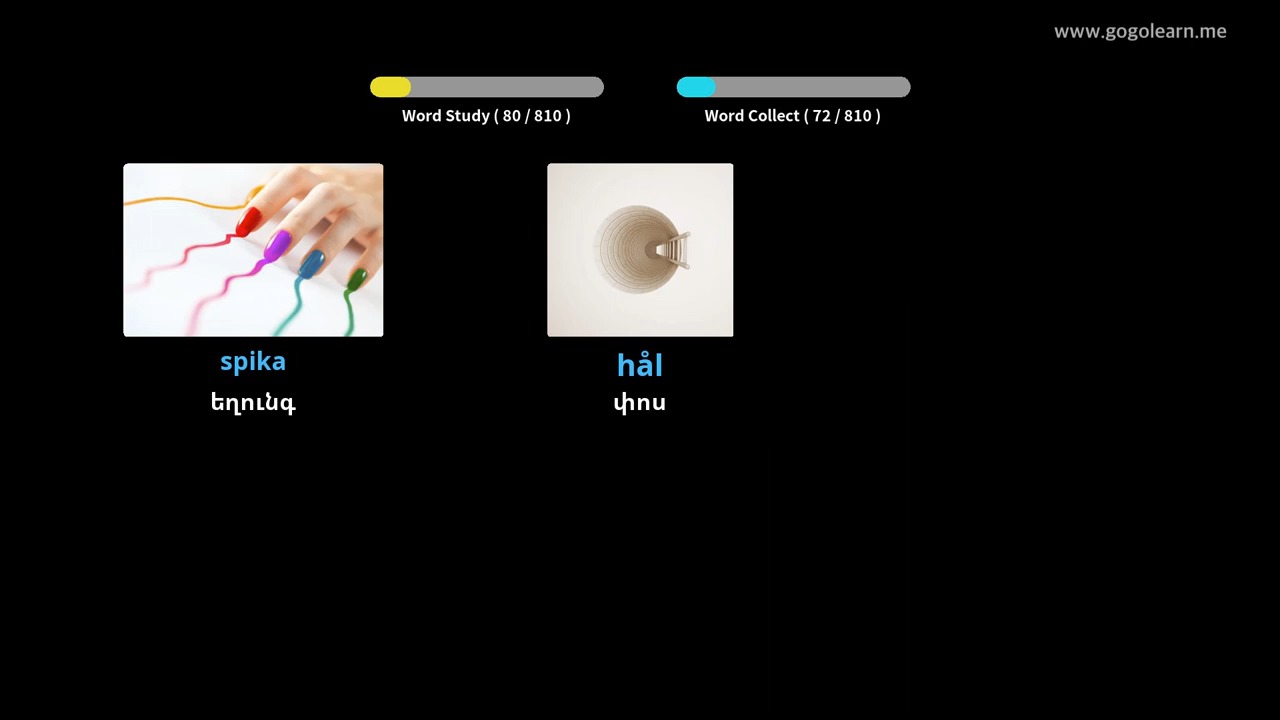 www.gogolearn.me
Word Study ( 80 / 810 )
Word Collect ( 72 / 810 )
spika
եղունգ
hål
փոս